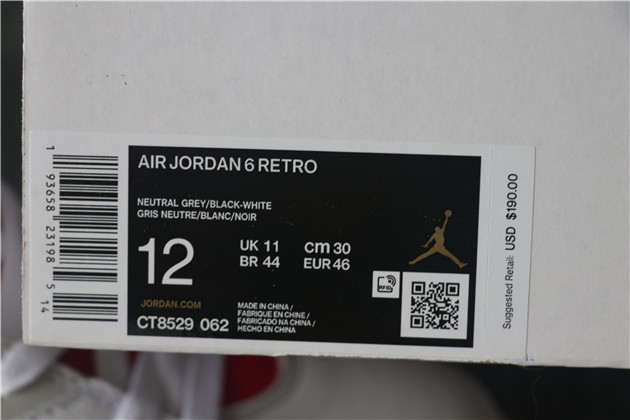 AIR JORDAN 6 RETRO
NEUTRAL GREY/BLACK-WHITE
GRIS NEUTRE/BLANC/NOIR
12
UK 11
cm 30
BR 44
EUR 46
JORDAN.COM
CT8529 062
MADE IN CHINA /
FABRIQUE EN CHINE /
FABRICADO NA CHINA /
HECHO EN CHINA
RFID
Suggested Retail: USD $190.00
1 93658 23198 5 14